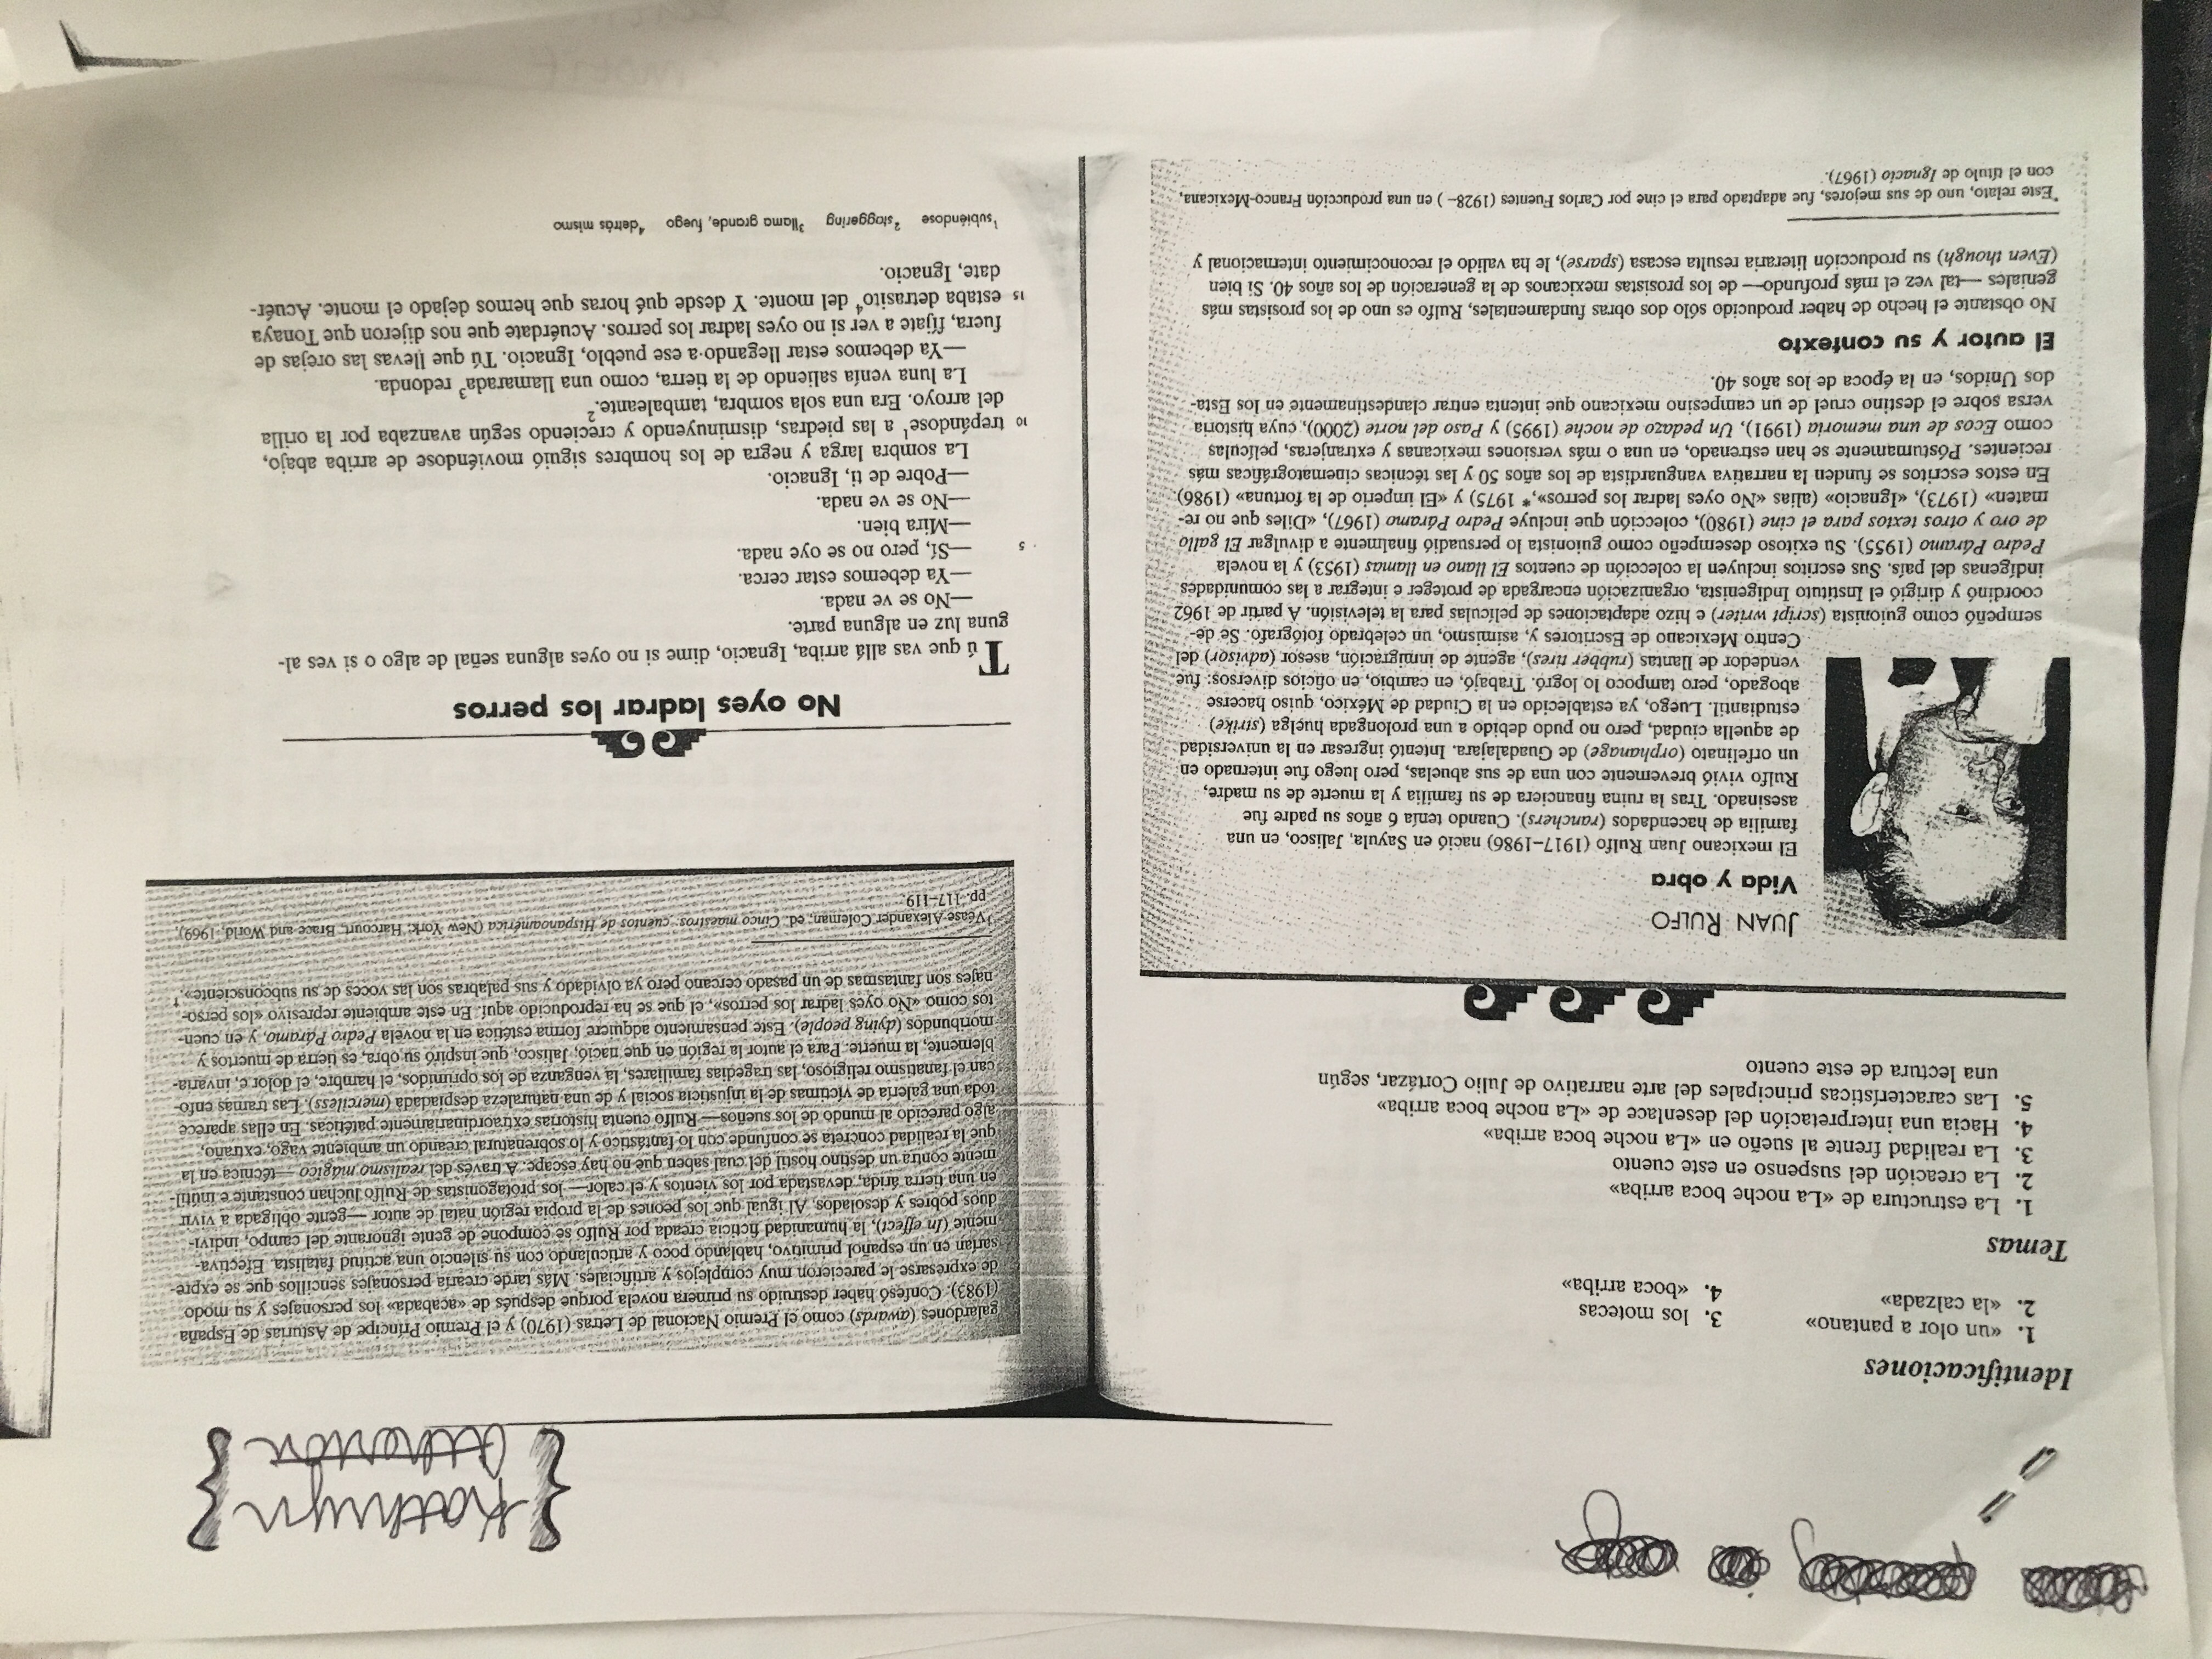 { Kathryn
Atherton }
Identificaciones
1. «un olor a pantano»
2. «la calzada»
3. los motecas
4. «boca arriba»
Temas
1. La estructura de «La noche boca arriba»
2. La creación del suspenso en este cuento
3. La realidad frente al sueño en «La noche boca arriba»
4. Hacia una interpretación del desenlace de «La noche boca arriba»
5. Las características principales del arte narrativo de Julio Cortázar, según
una lectura de este cuento
JUAN RULFO
Vida y obra
El mexicano Juan Rulfo (1917–1986) nació en Sayula, Jalisco, en una
familia de hacendados (ranchers). Cuando tenía 6 años su padre fue
asesinado. Tras la ruina financiera de su familia y la muerte de su madre,
Rulfo vivió brevemente con una de sus abuelas, pero luego fue internado en
un orfelinato (orphanage) de Guadalajara. Intentó ingresar en la universidad
de aquella ciudad, pero no pudo debido a una prolongada huelga (strike)
estudiantil. Luego, ya establecido en la Ciudad de México, quiso hacerse
abogado, pero tampoco lo logró. Trabajó, en cambio, en oficios diversos: fue
vendedor de llantas (rubber tires), agente de inmigración, asesor (advisor) del
Centro Mexicano de Escritores y, asimismo, un celebrado fotógrafo. Se de-
sempeñó como guionista (script writer) e hizo adaptaciones de películas para la televisión. A partir de 1962
coordinó y dirigió el Instituto Indigenista, organización encargada de proteger e integrar a las comunidades
indígenas del país. Sus escritos incluyen la colección de cuentos El llano en llamas (1953) y la novela
Pedro Páramo (1955). Su exitoso desempeño como guionista lo persuadió finalmente a divulgar El gallo
de oro y otros textos para el cine (1980), colección que incluye Pedro Páramo (1967), «Diles que no re-
maten» (1973), «Ignacio» (alias «No oyes ladrar los perros»,* 1975) y «El imperio de la fortuna» (1986).
En estos escritos se funden la narrativa vanguardista de los años 50 y las técnicas cinematográficas más
recientes. Póstumamente se han estrenado, en una o más versiones mexicanas y extranjeras, películas
como Ecos de una memoria (1991), Un pedazo de noche (1995) y Paso del norte (2000), cuya historia
versa sobre el destino cruel de un campesino mexicano que intenta entrar clandestinamente en los Esta-
dos Unidos, en la época de los años 40.
El autor y su contexto
No obstante el hecho de haber producido sólo dos obras fundamentales, Rulfo es uno de los prosistas más
geniales —tal vez el más profundo— de los prosistas mexicanos de la generación de los años 40. Si bien
(Even though) su producción literaria resulta escasa (sparse), le ha valido el reconocimiento internacional y
*Este relato, uno de sus mejores, fue adaptado para el cine por Carlos Fuentes (1928– ) en una producción Franco-Mexicana,
con el título de Ignacio (1967).
galardones (awards) como el Premio Nacional de Letras (1970) y el Premio Príncipe de Asturias de España
(1983). Confesó haber destruido su primera novela porque después de «acabada» los personajes y su modo
de expresarse le parecieron muy complejos y artificiales. Más tarde crearía personajes sencillos que se expre-
sarían en un español primitivo, hablando poco y articulando con su silencio una actitud fatalista. Efectiva-
mente (In effect), la humanidad ficticia creada por Rulfo se compone de gente ignorante del campo, indivi-
duos pobres y desolados. Al igual que los peones de la propia región natal de autor —gente obligada a vivir
en una tierra árida, devastada por los vientos y el calor— los protagonistas de Rulfo luchan constante e inútil-
mente contra un destino hostil del cual saben que no hay escape. A través del realismo mágico —técnica en la
que la realidad concreta se confunde con lo fantástico y lo sobrenatural creando un ambiente vago, extraño,
algo parecido al mundo de los sueños— Rulfo cuenta historias extraordinariamente patéticas. En ellas aparece
toda una galería de víctimas de la injusticia social y de una naturaleza despiadada (merciless). Las tramas enfo-
can el fanatismo religioso, las tragedias familiares, la venganza de los oprimidos, el hambre, el dolor e, invaria-
blemente, la muerte. Para el autor la región en que nació, Jalisco, que inspiró su obra, es tierra de muertos y
moribundos (dying people). Este pensamiento adquiere forma estética en la novela Pedro Páramo, y en cuen-
tos como «No oyes ladrar los perros», el que se ha reproducido aquí. En este ambiente represivo «los perso-
najes son fantasmas de un pasado cercano pero ya olvidado y sus palabras son las voces de su subconsciente».†
†Véase Alexander Coleman, ed. Cinco maestros: cuentos de Hispanoamérica (New York: Harcourt, Brace and World, 1969),
pp. 117–119.
No oyes ladrar los perros
Tú que vas allá arriba, Ignacio, dime si no oyes alguna señal de algo o si ves al-
guna luz en alguna parte.
—No se ve nada.
—Ya debemos estar cerca.
5 —Sí, pero no se oye nada.
—Mira bien.
—No se ve nada.
—Pobre de ti, Ignacio.
La sombra larga y negra de los hombres siguió moviéndose de arriba abajo,
10 trepándose¹ a las piedras, disminuyendo y creciendo según avanzaba por la orilla
del arroyo. Era una sola sombra, tambaleante.²
La luna venía saliendo de la tierra, como una llamarada³ redonda.
—Ya debemos estar llegando a ese pueblo, Ignacio. Tú que llevas las orejas de
fuera, fíjate a ver si no oyes ladrar los perros. Acuérdate que nos dijeron que Tonaya
15 estaba detrasito⁴ del monte. Y desde qué horas que hemos dejado el monte. Acuér-
date, Ignacio.
¹subiéndose ²staggering ³llama grande, fuego ⁴detrás mismo